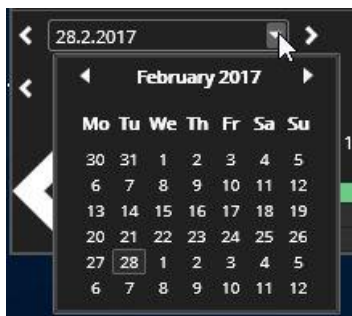 28.2.2017
February 2017
Mo Tu We Th Fr Sa Su
30 31 1 2 3 4 5
6 7 8 9 10 11 12
13 14 15 16 17 18 19
20 21 22 23 24 25 26
27 28 1 2 3 4 5
6 7 8 9 10 11 12
1